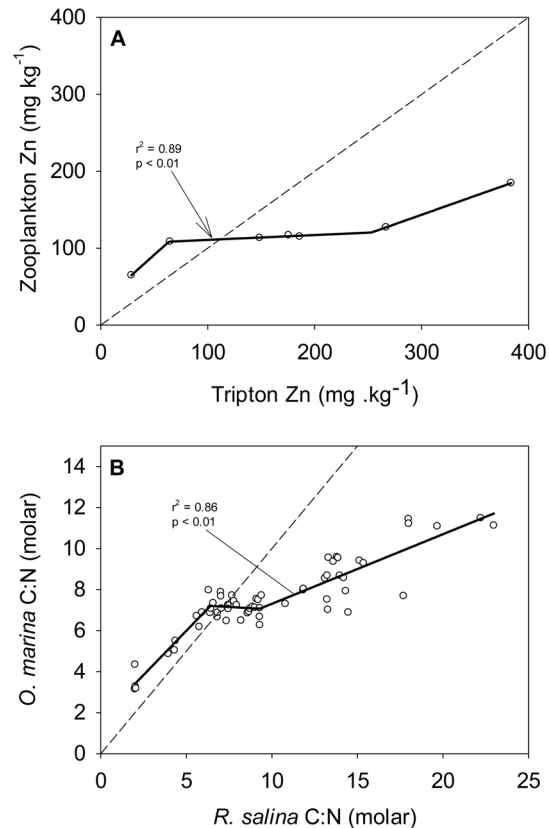 A
400
300
200
100
0
Zooplankton Zn (mg kg⁻¹)
r² = 0.89
p < 0.01
0 100 200 300 400
Tripton Zn (mg .kg⁻¹)
B
14
12
10
8
6
4
2
0
O. marina C:N (molar)
r² = 0.86
p < 0.01
0 5 10 15 20 25
R. salina C:N (molar)